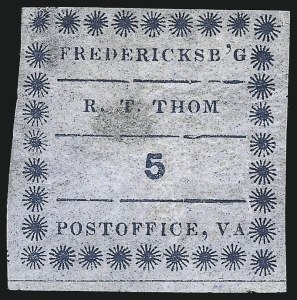 FREDERICKSB'G
R. T. THOM
5
POSTOFFICE, VA